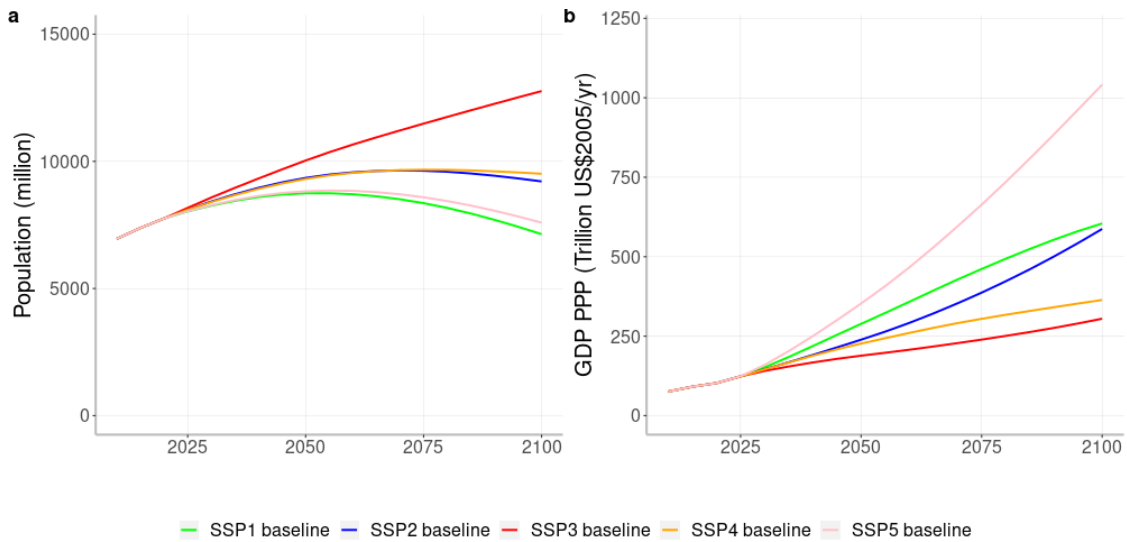 a
Population (million)
15000
10000
5000
0
2025 2050 2075 2100
b
GDP PPP (Trillion US$2005/yr)
1250
1000
750
500
250
0
2025 2050 2075 2100
SSP1 baseline SSP2 baseline SSP3 baseline SSP4 baseline SSP5 baseline